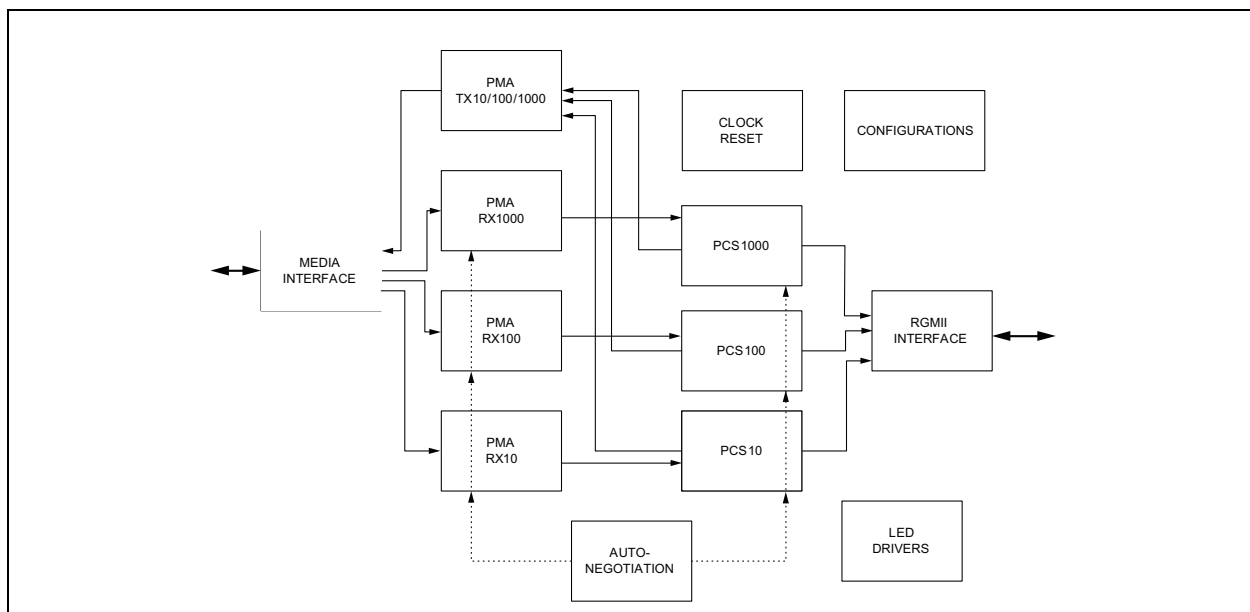 PMA
TX10/100/1000
CLOCK
RESET
CONFIGURATIONS
PMA
RX1000
PCS1000
MEDIA
INTERFACE
PMA
RX100
PCS100
RGMII
INTERFACE
PMA
RX10
PCS10
AUTO-
NEGOTIATION
LED
DRIVERS